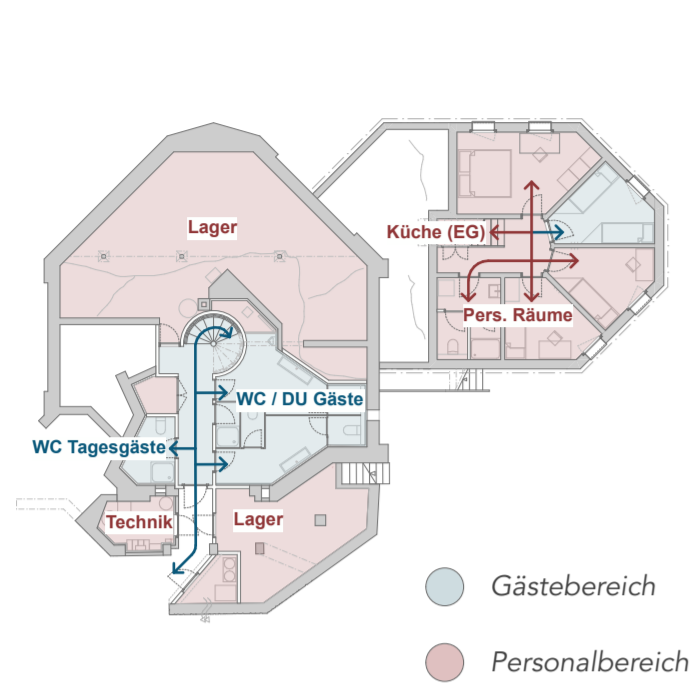 Lager
Küche (EG)
Pers. Räume
WC / DU Gäste
WC Tagesgäste
Technik
Lager
Gästebereich
Personalbereich